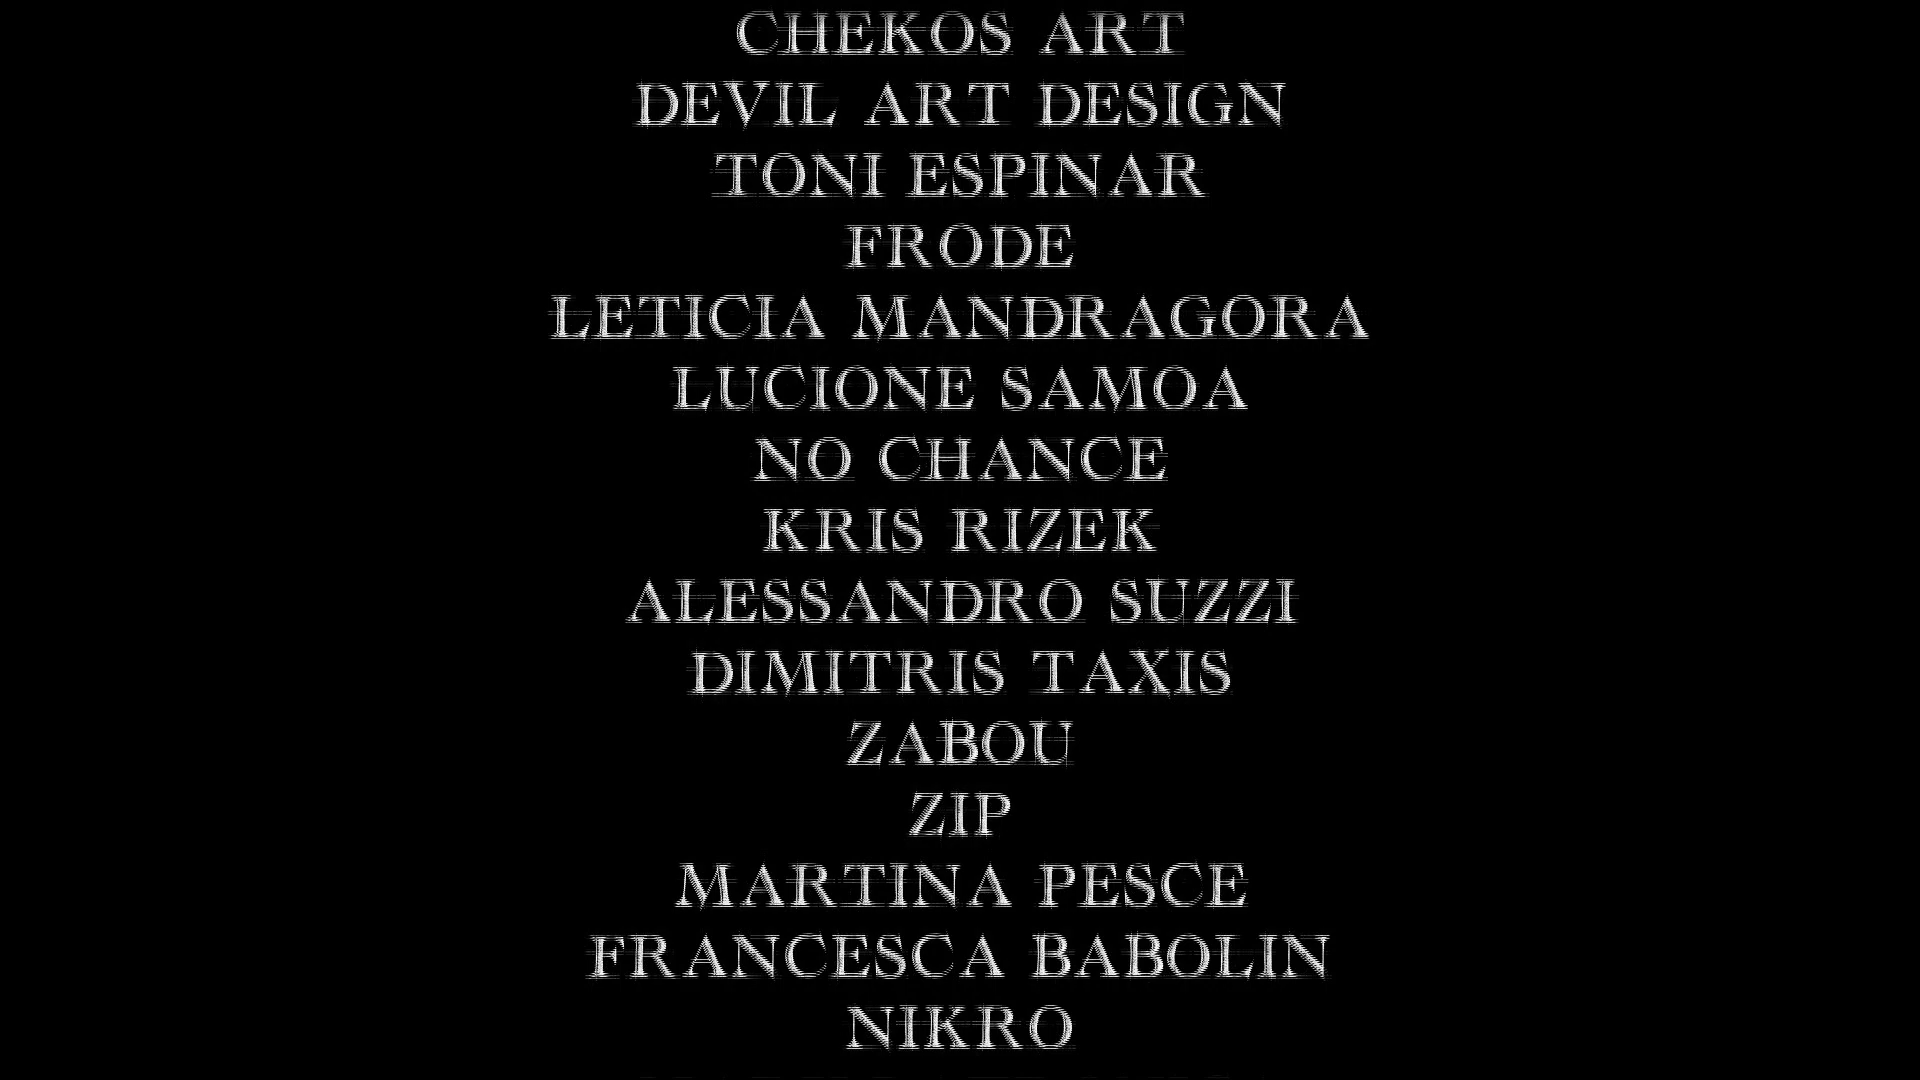 CHEKOS ART
DEVIL ART DESIGN
TONI ESPINAR
FRODE
LETICIA MANDRAGORA
LUCIONE SAMOA
NO CHANCE
KRIS RIZEK
ALESSANDRO SUZZI
DIMITRIS TAXIS
ZABOU
ZIP
MARTINA PESCE
FRANCESCA BABOLIN
NIKRO